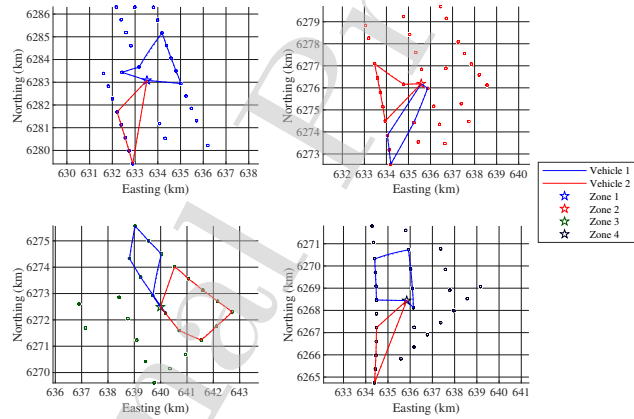 6286
6285
6284
6283
6282
6281
6280
Northing (km)
630 631 632 633 634 635 636 637 638
Easting (km)
6279
6278
6277
6276
6275
6274
6273
Northing (km)
632 633 634 635 636 637 638 639 640
Easting (km)
Vehicle 1
Vehicle 2
Zone 1
Zone 2
Zone 3
Zone 4
6275
6274
6273
6272
6271
6270
Northing (km)
636 637 638 639 640 641 642 643
Easting (km)
6271
6270
6269
6268
6267
6266
6265
Northing (km)
633 634 635 636 637 638 639 640 641
Easting (km)
nal Pr